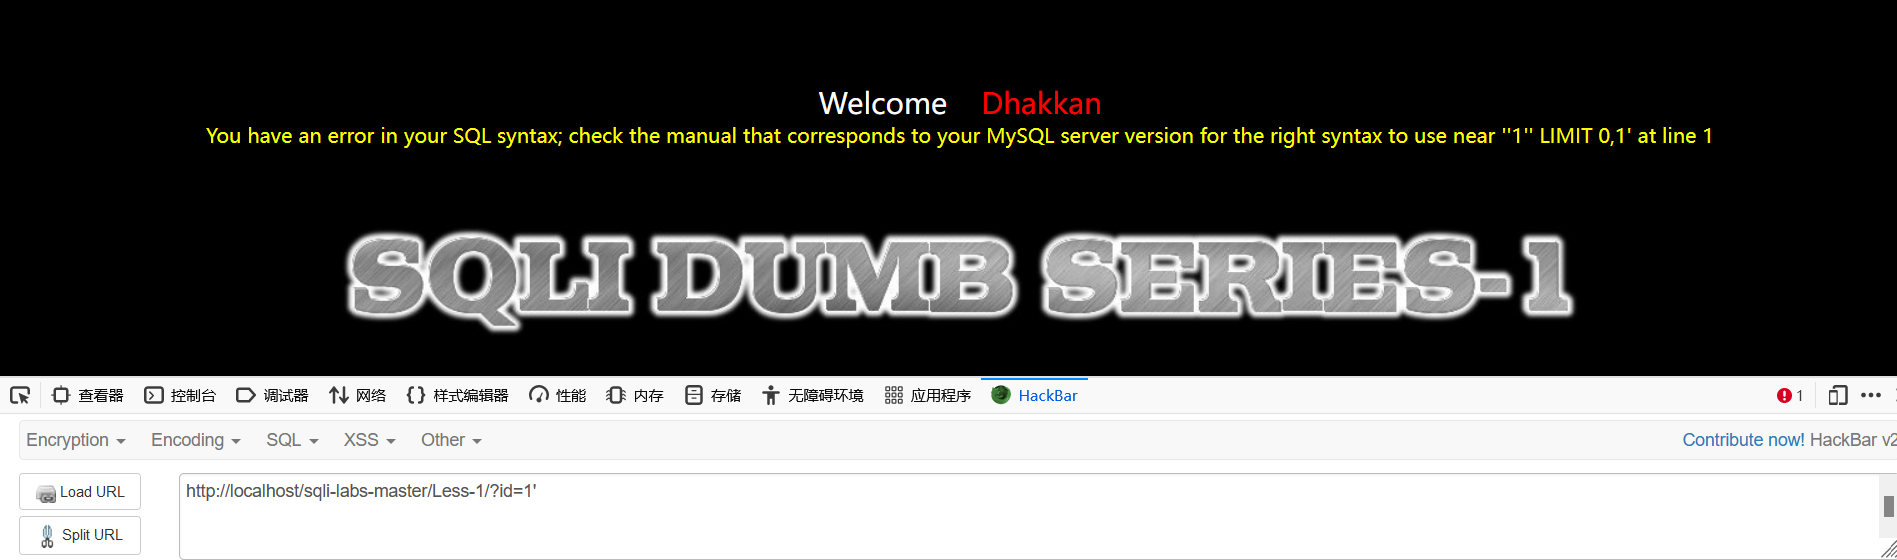 Welcome Dhakkan
You have an error in your SQL syntax; check the manual that corresponds to your MySQL server version for the right syntax to use near ''1'' LIMIT 0,1' at line 1
SQLI DUMB SERIES-1
查看器 控制台 调试器 网络 样式编辑器 性能 内存 存储 无障碍环境 应用程序 HackBar 1
Encryption Encoding SQL XSS Other Contribute now! HackBar v2
Load URL http://localhost/sqli-labs-master/Less-1/?id=1'
Split URL